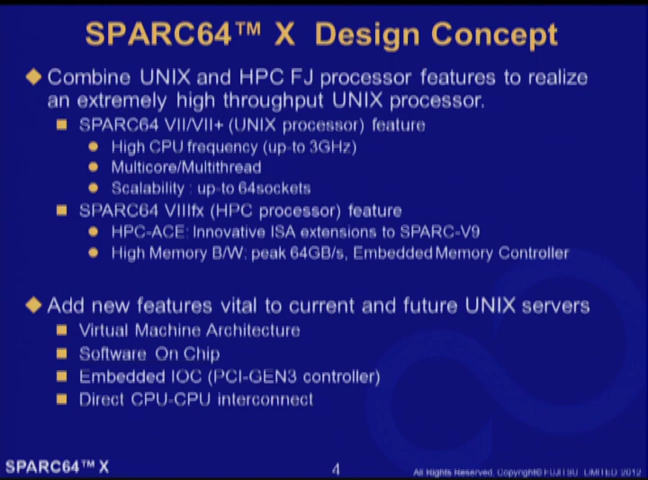 SPARC64™ X Design Concept
Combine UNIX and HPC FJ processor features to realize
an extremely high throughput UNIX processor.
SPARC64 VII/VII+ (UNIX processor) feature
High CPU frequency (up-to 3GHz)
Multicore/Multithread
Scalability : up-to 64sockets
SPARC64 VIIIfx (HPC processor) feature
HPC-ACE: Innovative ISA extensions to SPARC-V9
High Memory B/W: peak 64GB/s, Embedded Memory Controller
Add new features vital to current and future UNIX servers
Virtual Machine Architecture
Software On Chip
Embedded IOC (PCI-GEN3 controller)
Direct CPU-CPU interconnect
SPARC64™ X
4
All Rights Reserved, Copyright© FUJITSU LIMITED 2012